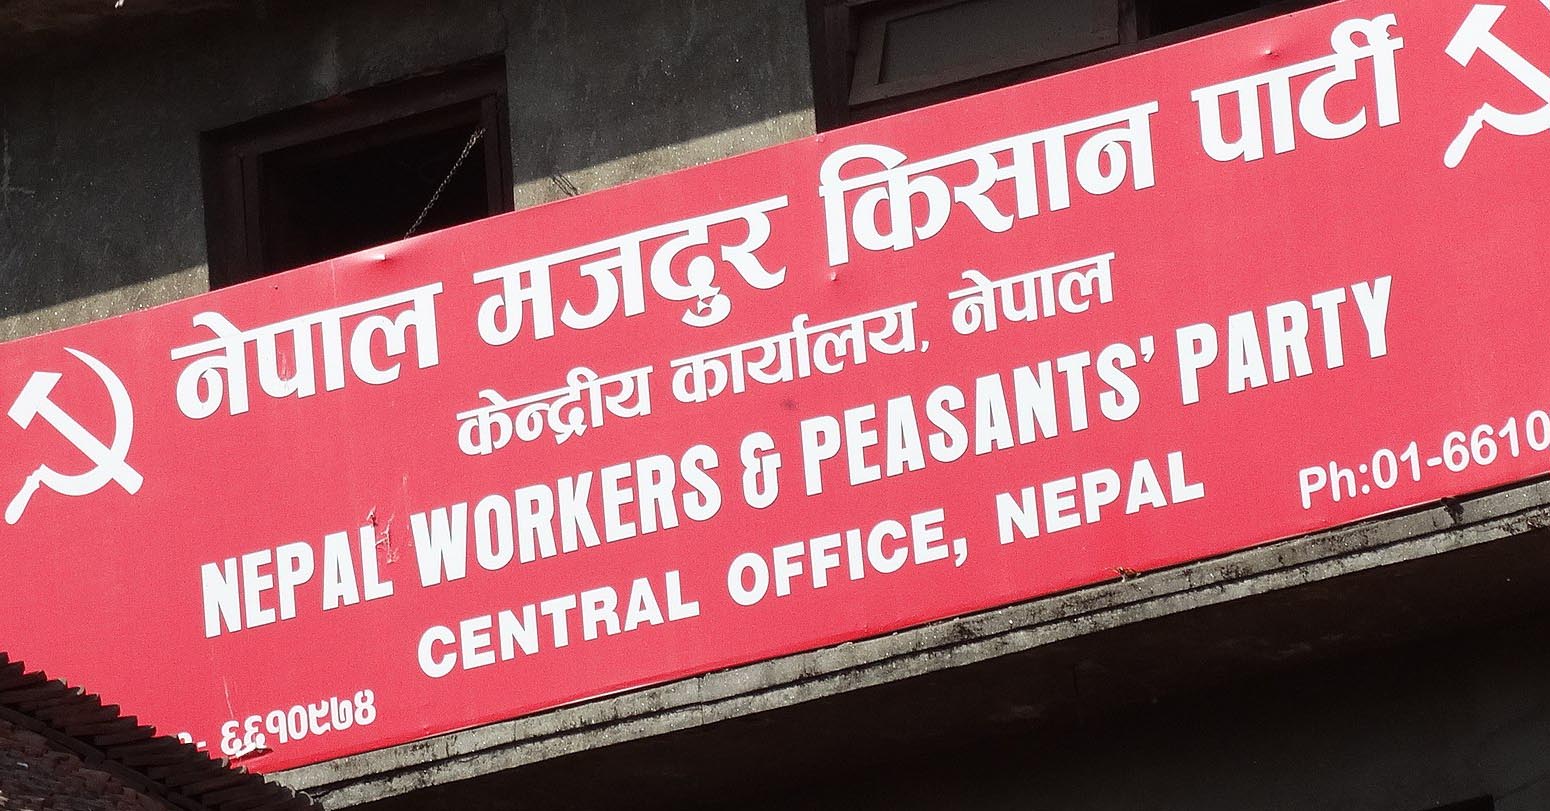 नेपाल मजदुर किसान पार्टी
केन्द्रीय कार्यालय, नेपाल
NEPAL WORKERS & PEASANTS' PARTY
CENTRAL OFFICE, NEPAL
Ph:01-6610
६६१०९७४